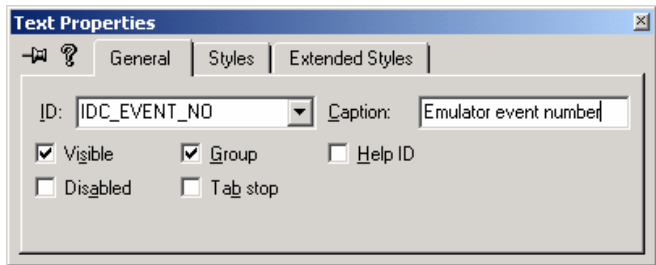 Text Properties
General Styles Extended Styles
ID: IDC_EVENT_NO Caption: Emulator event number
Visible Group Help ID
Disabled Tab stop